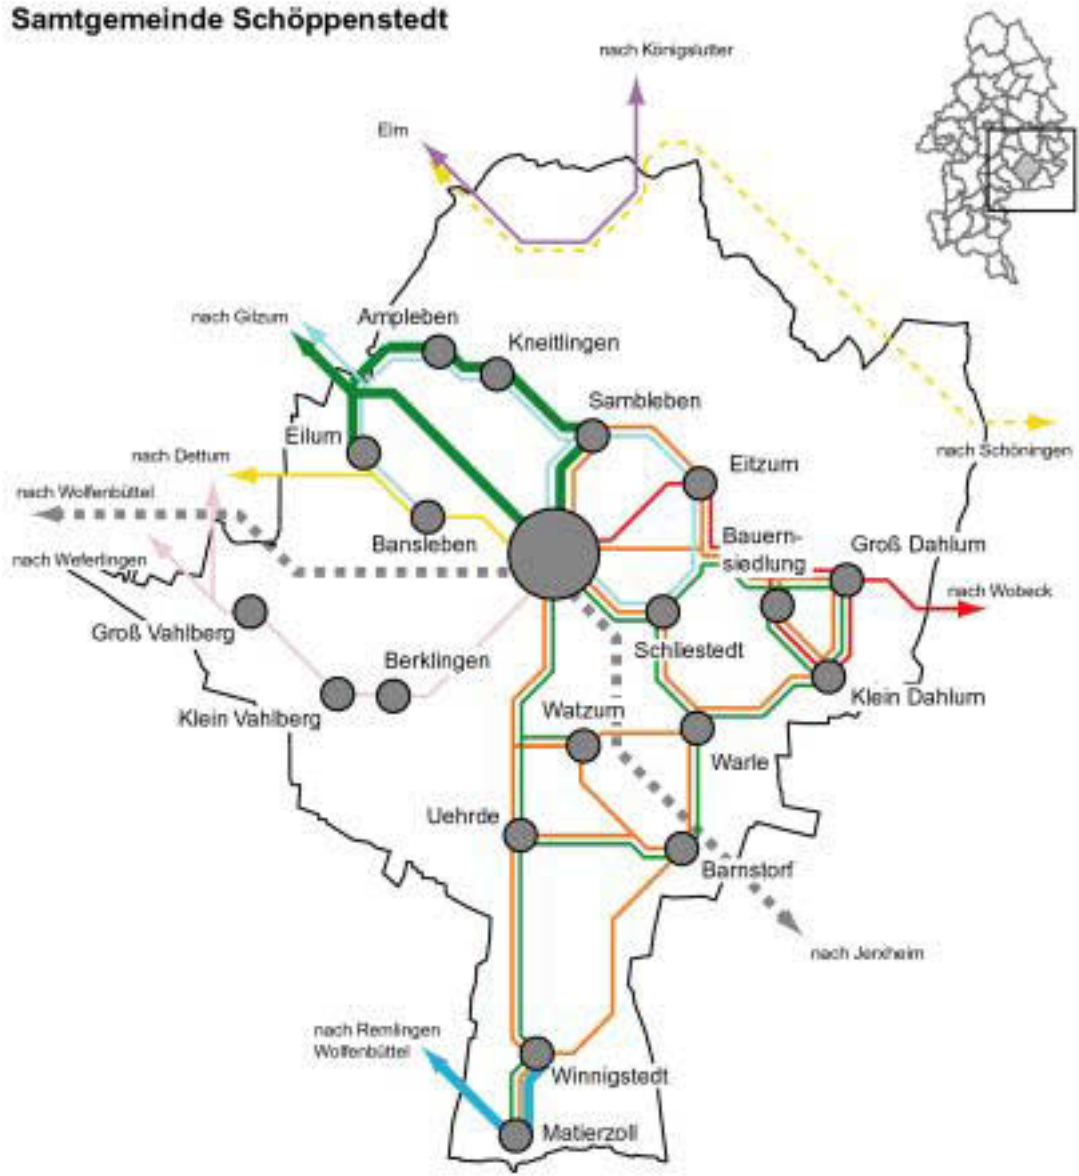 Samtgemeinde Schöppenstedt
nach Königslutter
Elm
nach Gilzum
Ampleben
Kneitlingen
Sambleben
Eilum
nach Dettum
Eitzum
nach Schöningen
nach Wolfenbüttel
Bansleben
Bauern-
siedlung
Groß Dahlum
nach Weferlingen
nach Wobeck
Groß Vahlberg
Schliestedt
Berklingen
Klein Dahlum
Klein Vahlberg
Watzum
Warle
Uehrde
Barnstorf
nach Jerxheim
nach Remlingen
Wolfenbüttel
Winnigstedt
Matierzoll